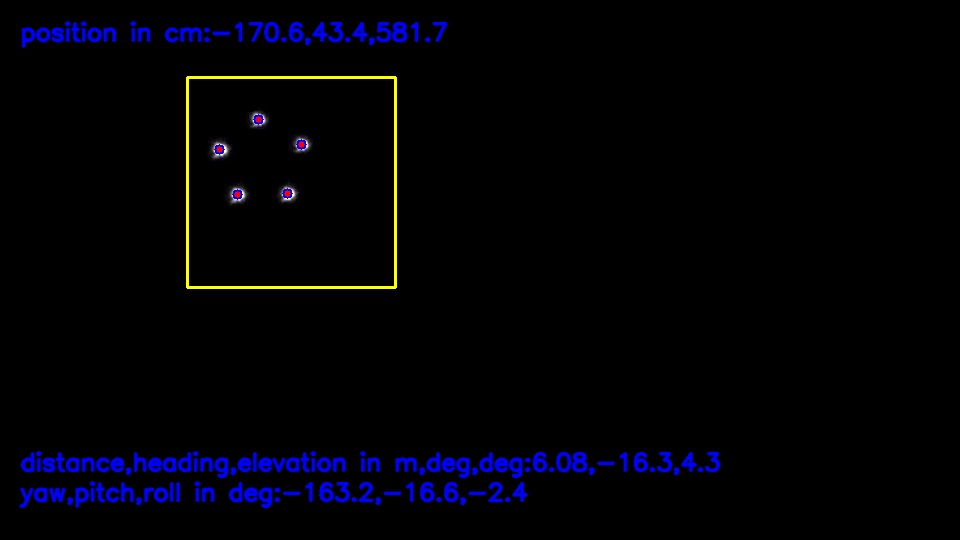 position in cm:-170.6,43.4,581.7
distance,heading,elevation in m,deg,deg:6.08,-16.3,4.3
yaw,pitch,roll in deg:-163.2,-16.6,-2.4